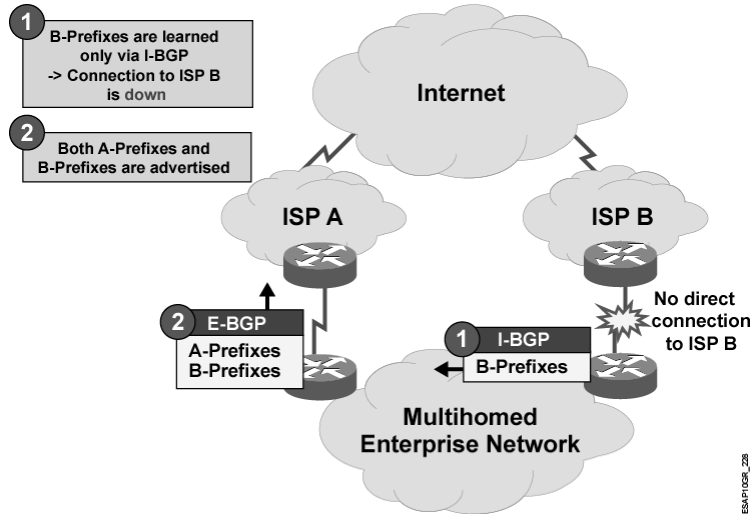 1
B-Prefixes are learned
only via I-BGP
-> Connection to ISP B
is down
2
Both A-Prefixes and
B-Prefixes are advertised
Internet
ISP A
ISP B
No direct
connection
to ISP B
2
E-BGP
A-Prefixes
B-Prefixes
1
I-BGP
B-Prefixes
Multihomed
Enterprise Network
ESAP10GR_228